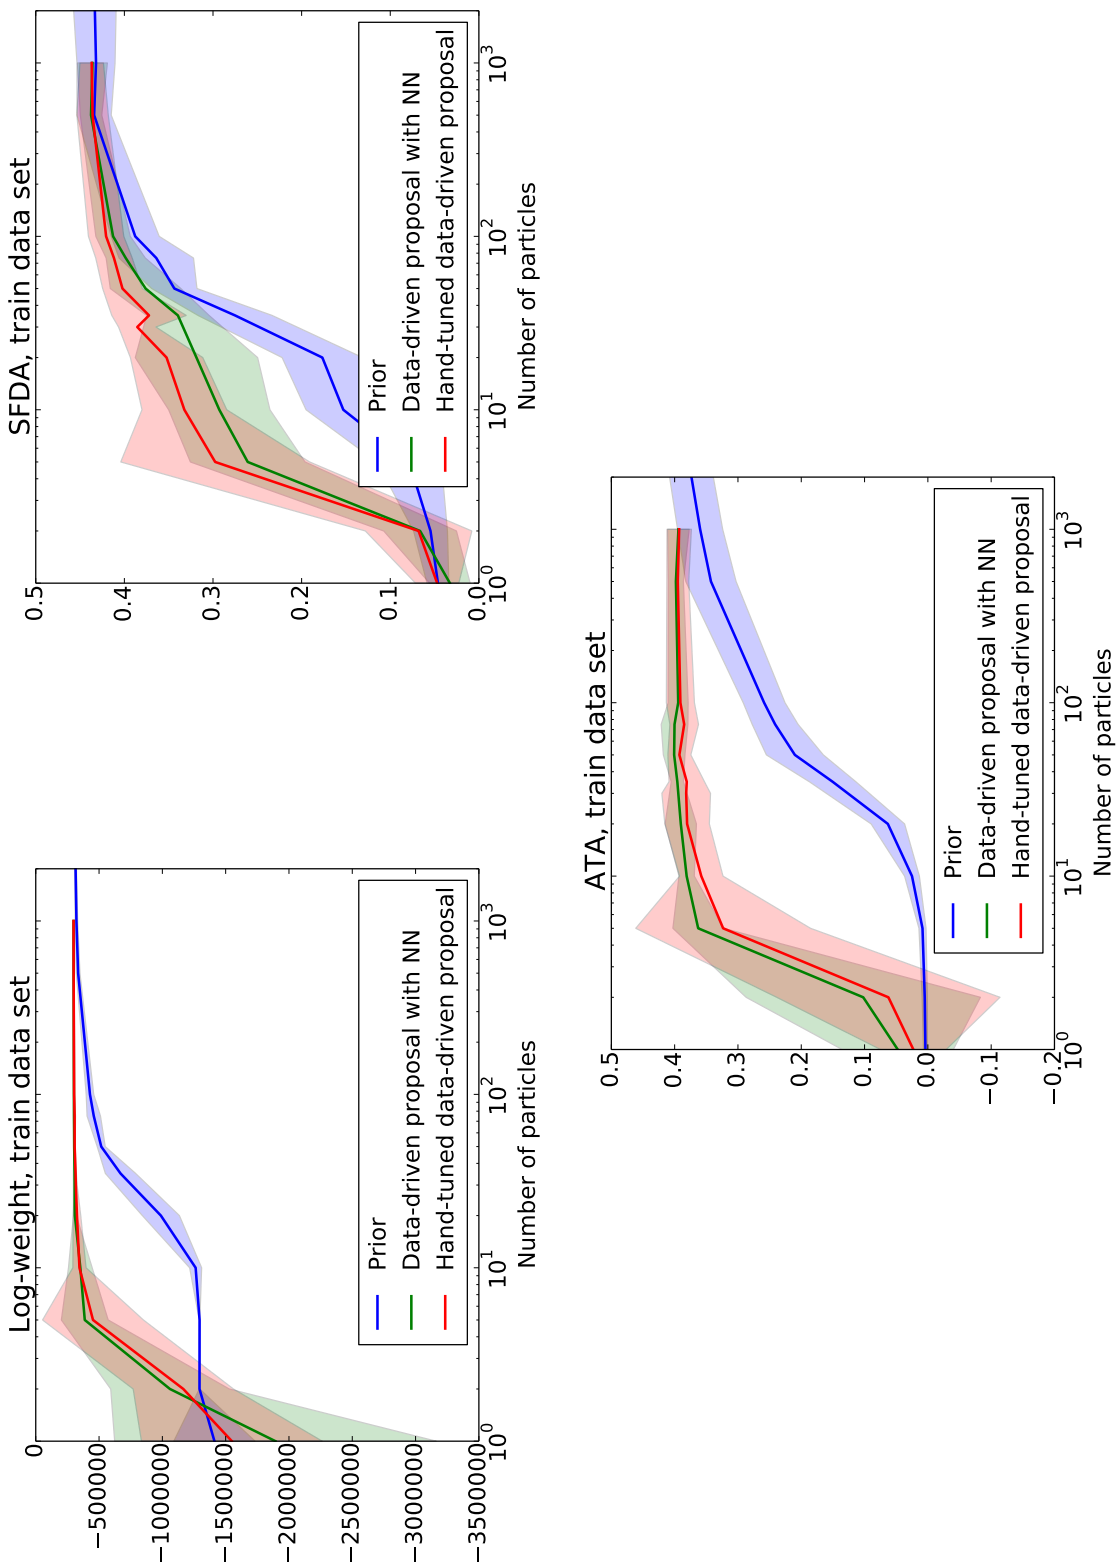 Log-weight, train data set
0
−500000
−1000000
−1500000
−2000000
−2500000
−3000000
−3500000
10^0 10^1 10^2 10^3
Number of particles
Prior
Data-driven proposal with NN
Hand-tuned data-driven proposal
SFDA, train data set
0.5
0.4
0.3
0.2
0.1
0.0
10^0 10^1 10^2 10^3
Number of particles
Prior
Data-driven proposal with NN
Hand-tuned data-driven proposal
ATA, train data set
0.5
0.4
0.3
0.2
0.1
0.0
−0.1
−0.2
10^0 10^1 10^2 10^3
Number of particles
Prior
Data-driven proposal with NN
Hand-tuned data-driven proposal